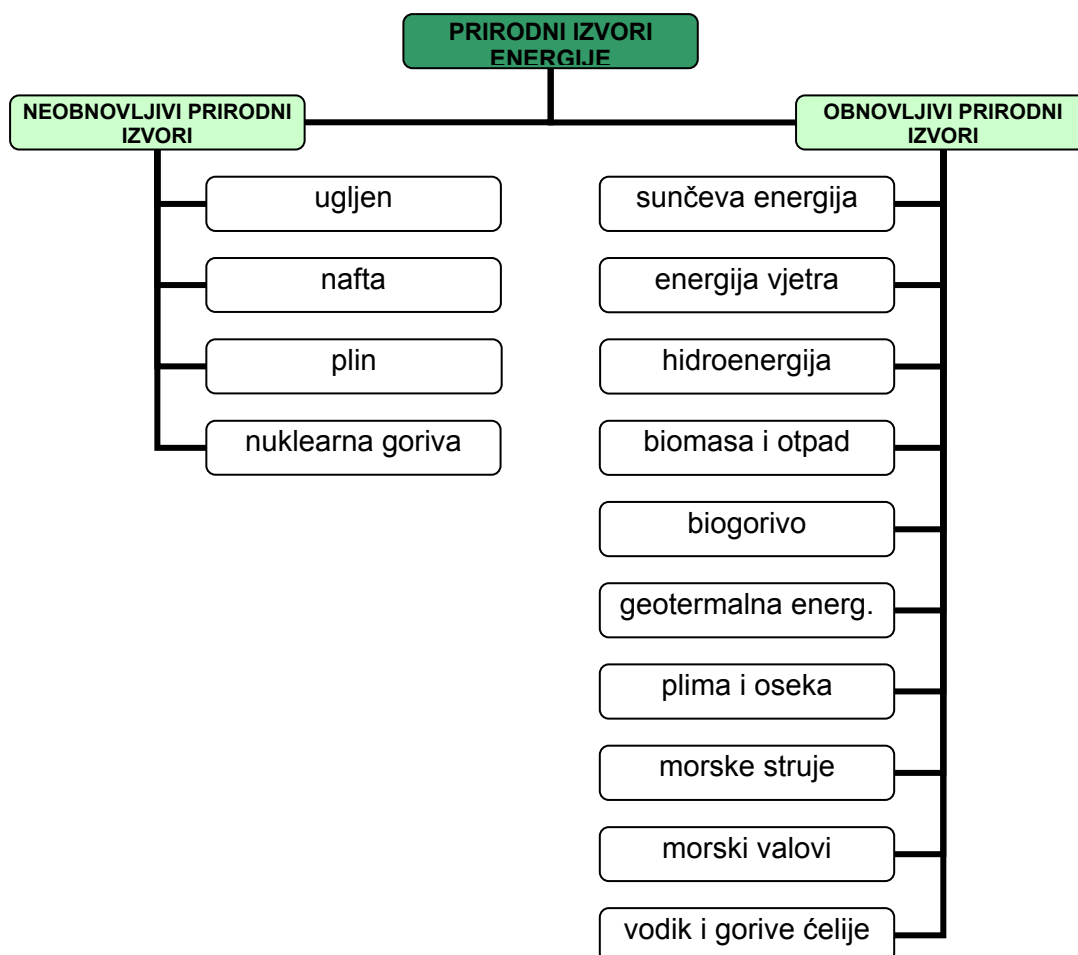 PRIRODNI IZVORI
ENERGIJE
NEOBNOVLJIVI PRIRODNI
IZVORI
ugljen
nafta
plin
nuklearna goriva
OBNOVLJIVI PRIRODNI
IZVORI
sunčeva energija
energija vjetra
hidroenergija
biomasa i otpad
biogorivo
geotermalna energ.
plima i oseka
morske struje
morski valovi
vodik i gorive ćelije